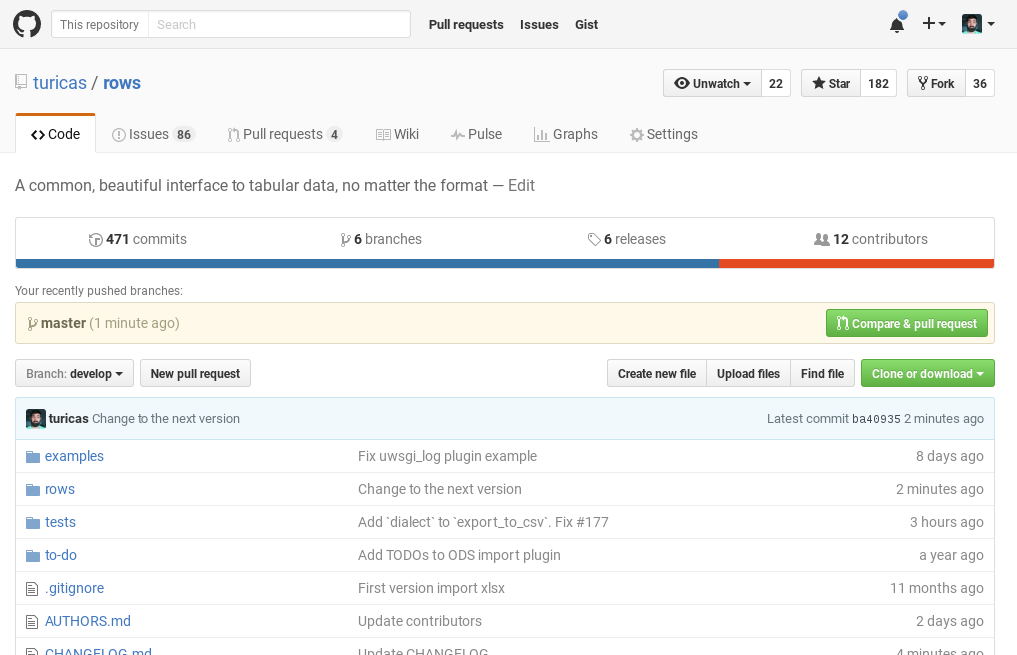 This repository Search Pull requests Issues Gist
turicas / rows Unwatch 22 Star 182 Fork 36
Code Issues 86 Pull requests 4 Wiki Pulse Graphs Settings
A common, beautiful interface to tabular data, no matter the format — Edit
471 commits 6 branches 6 releases 12 contributors
Your recently pushed branches:
master (1 minute ago) Compare & pull request
Branch: develop New pull request Create new file Upload files Find file Clone or download
turicas Change to the next version Latest commit ba40935 2 minutes ago
examples Fix uwsgi_log plugin example 8 days ago
rows Change to the next version 2 minutes ago
tests Add `dialect` to `export_to_csv`. Fix #177 3 hours ago
to-do Add TODOs to ODS import plugin a year ago
.gitignore First version import xlsx 11 months ago
AUTHORS.md Update contributors 2 days ago
CHANGELOG.md Update CHANGELOG 4 minutes ago